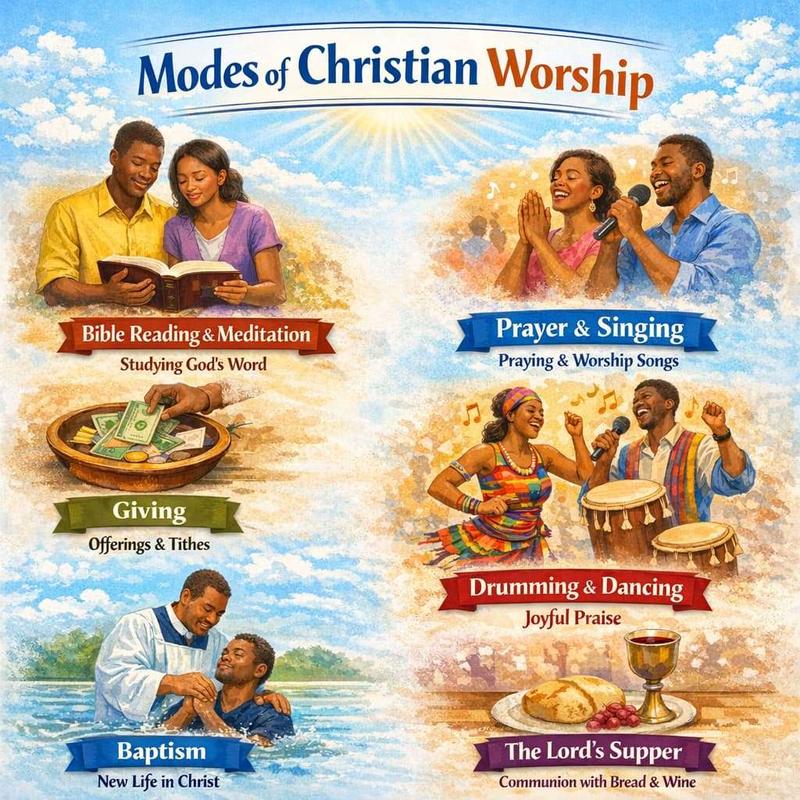 Modes of Christian Worship
Bible Reading & Meditation
Studying God's Word
Prayer & Singing
Praying & Worship Songs
Giving
Offerings & Tithes
Drumming & Dancing
Joyful Praise
Baptism
New Life in Christ
The Lord's Supper
Communion with Bread & Wine